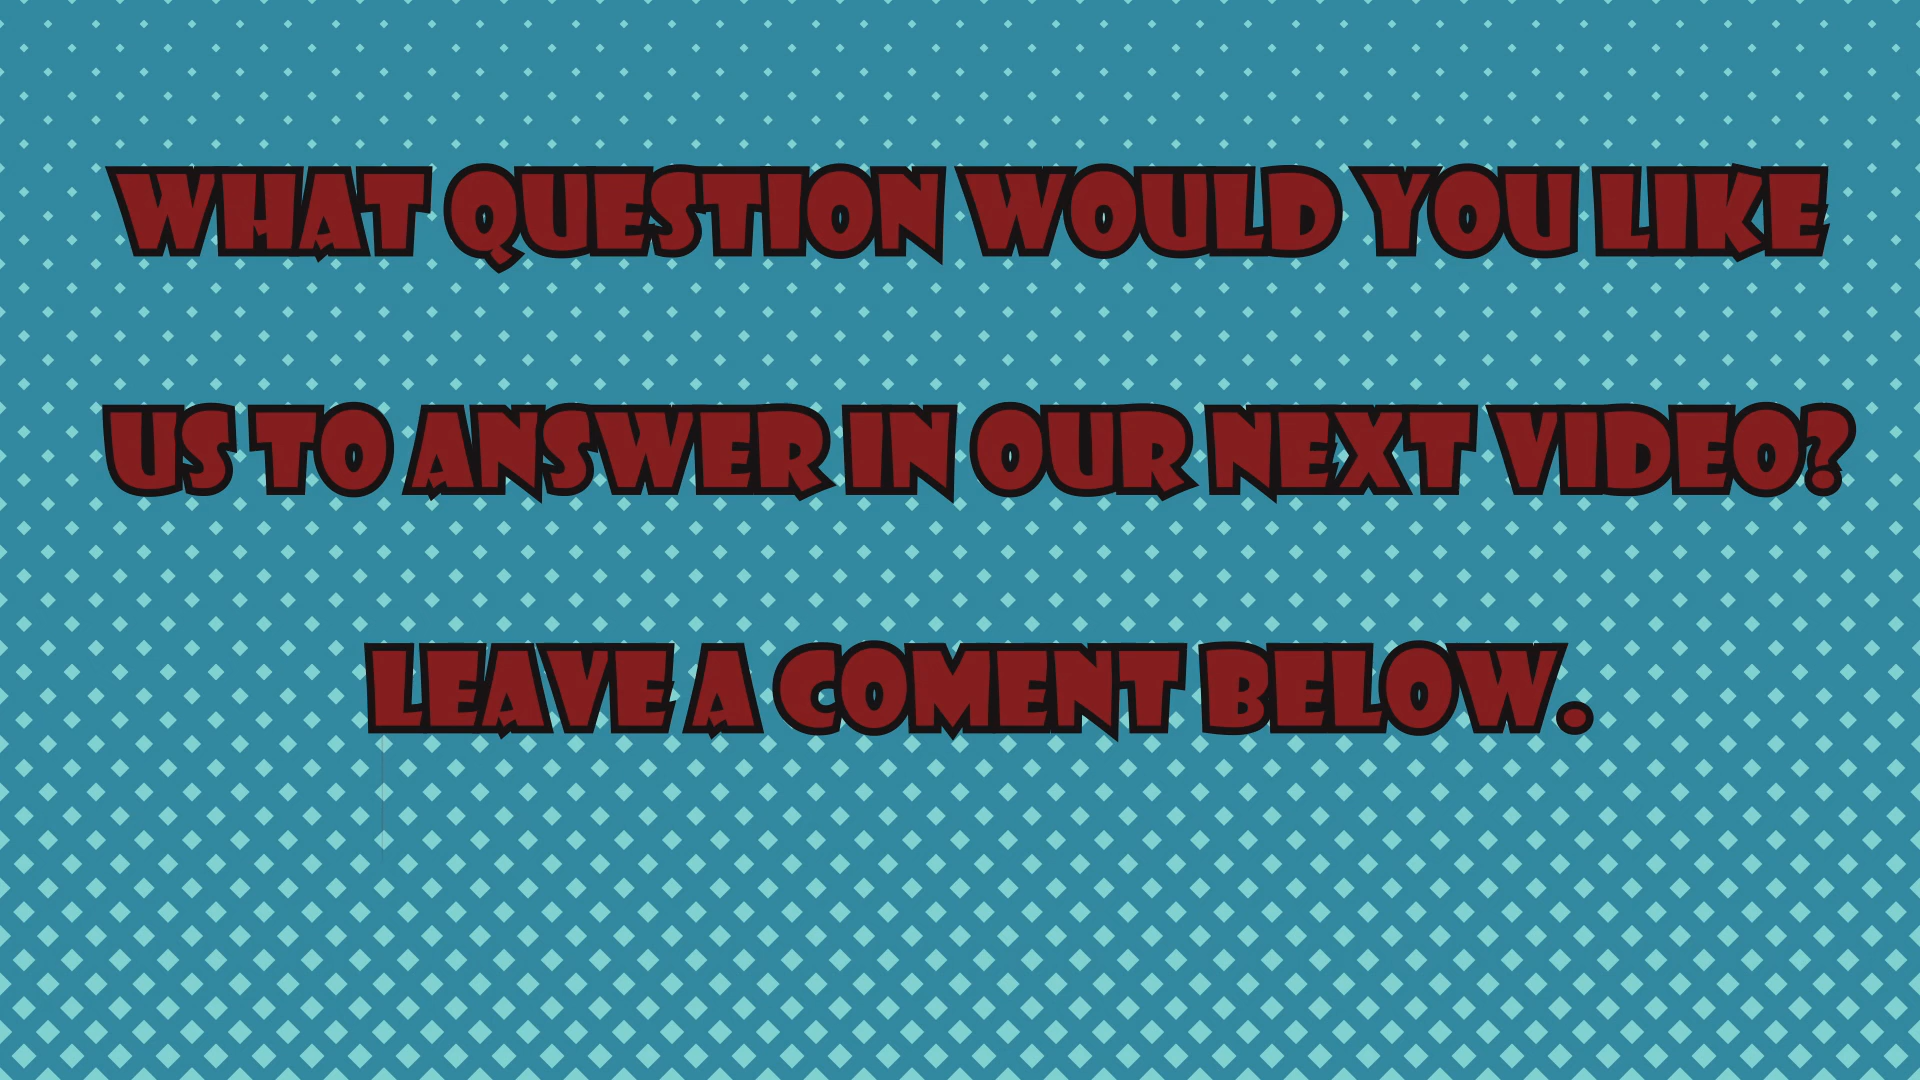 WHAT QUESTION WOULD YOU LIKE
US TO ANSWER IN OUR NEXT VIDEO?
LEAVE A COMENT BELOW.